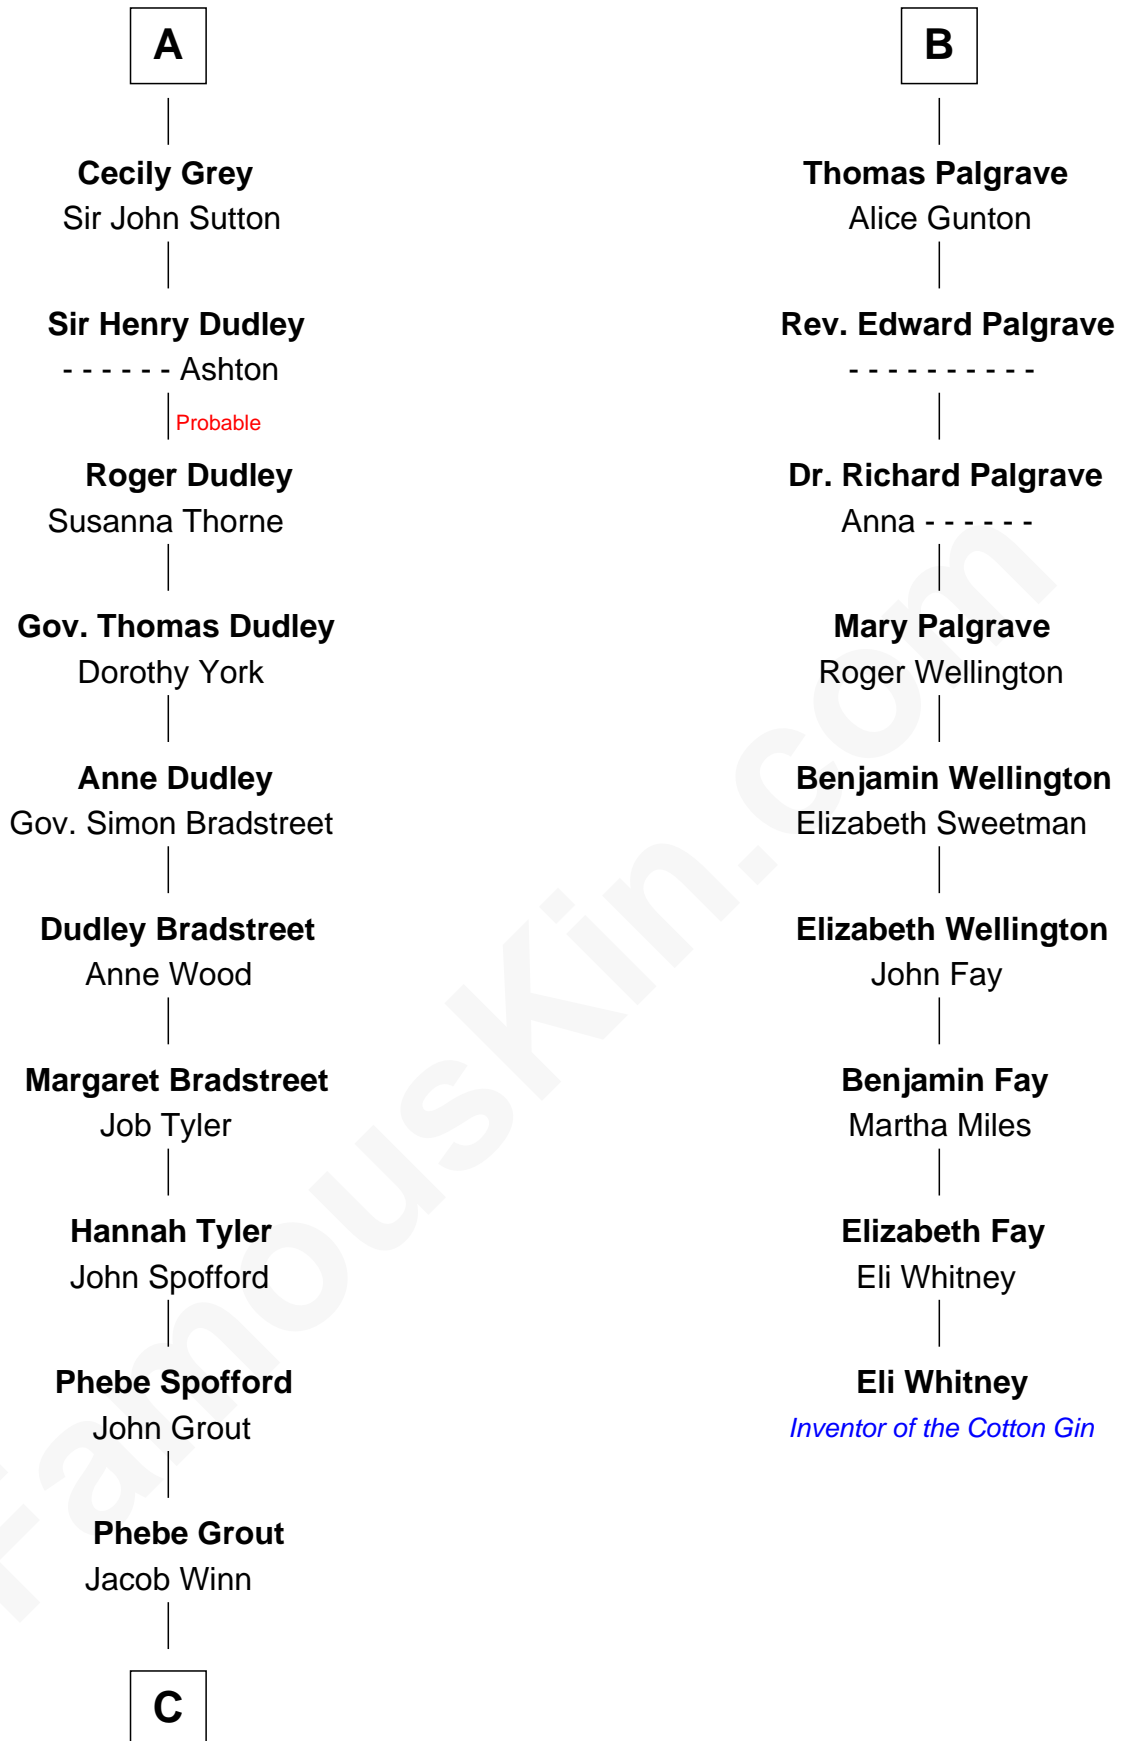 A
Cecily Grey
Sir John Sutton
Sir Henry Dudley
- - - - - - Ashton
Probable
Roger Dudley
Susanna Thorne
Gov. Thomas Dudley
Dorothy York
Anne Dudley
Gov. Simon Bradstreet
Dudley Bradstreet
Anne Wood
Margaret Bradstreet
Job Tyler
Hannah Tyler
John Spofford
Phebe Spofford
John Grout
Phebe Grout
Jacob Winn
C
B
Thomas Palgrave
Alice Gunton
Rev. Edward Palgrave
- - - - - - - - - -
Dr. Richard Palgrave
Anna - - - - - -
Mary Palgrave
Roger Wellington
Benjamin Wellington
Elizabeth Sweetman
Elizabeth Wellington
John Fay
Benjamin Fay
Martha Miles
Elizabeth Fay
Eli Whitney
Eli Whitney
Inventor of the Cotton Gin
FamousKin.com